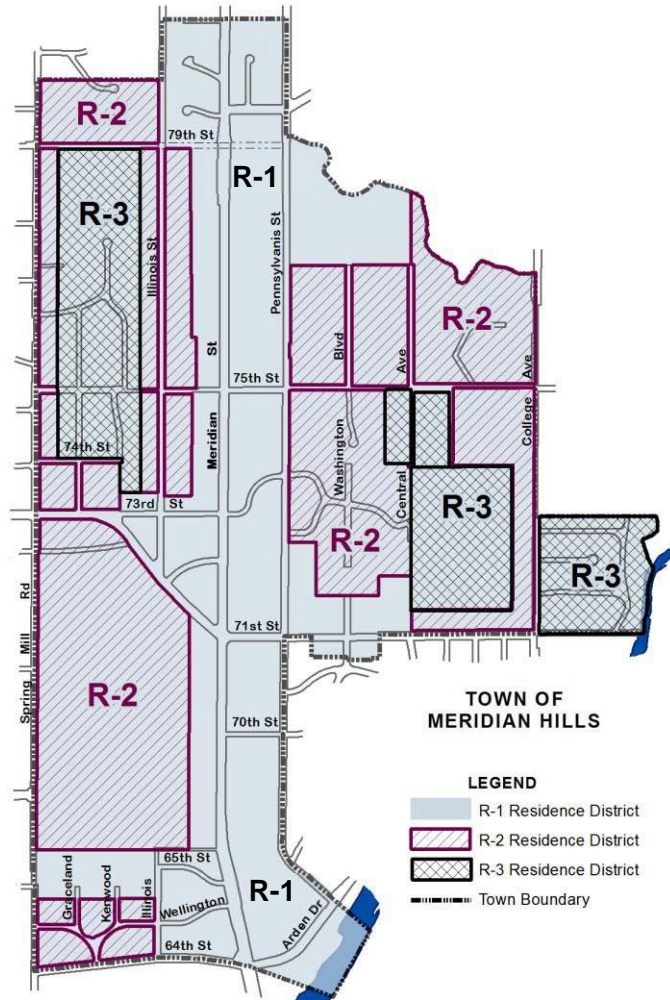 R-2
79th St
R-1
R-3
Illinois St
Pennsylvanis St
R-2
St
Blvd
Ave
Ave
75th St
College
Meridian
74th St
Washington
Central
73rd St
R-3
R-2
R-3
Rd
71st St
Mill
R-2
Spring
TOWN OF
MERIDIAN HILLS
70th St
LEGEND
R-1 Residence District
R-2 Residence District
R-3 Residence District
Town Boundary
65th St
Graceland
Kenwood
Illinois
R-1
Wellington
Arden Dr
64th St